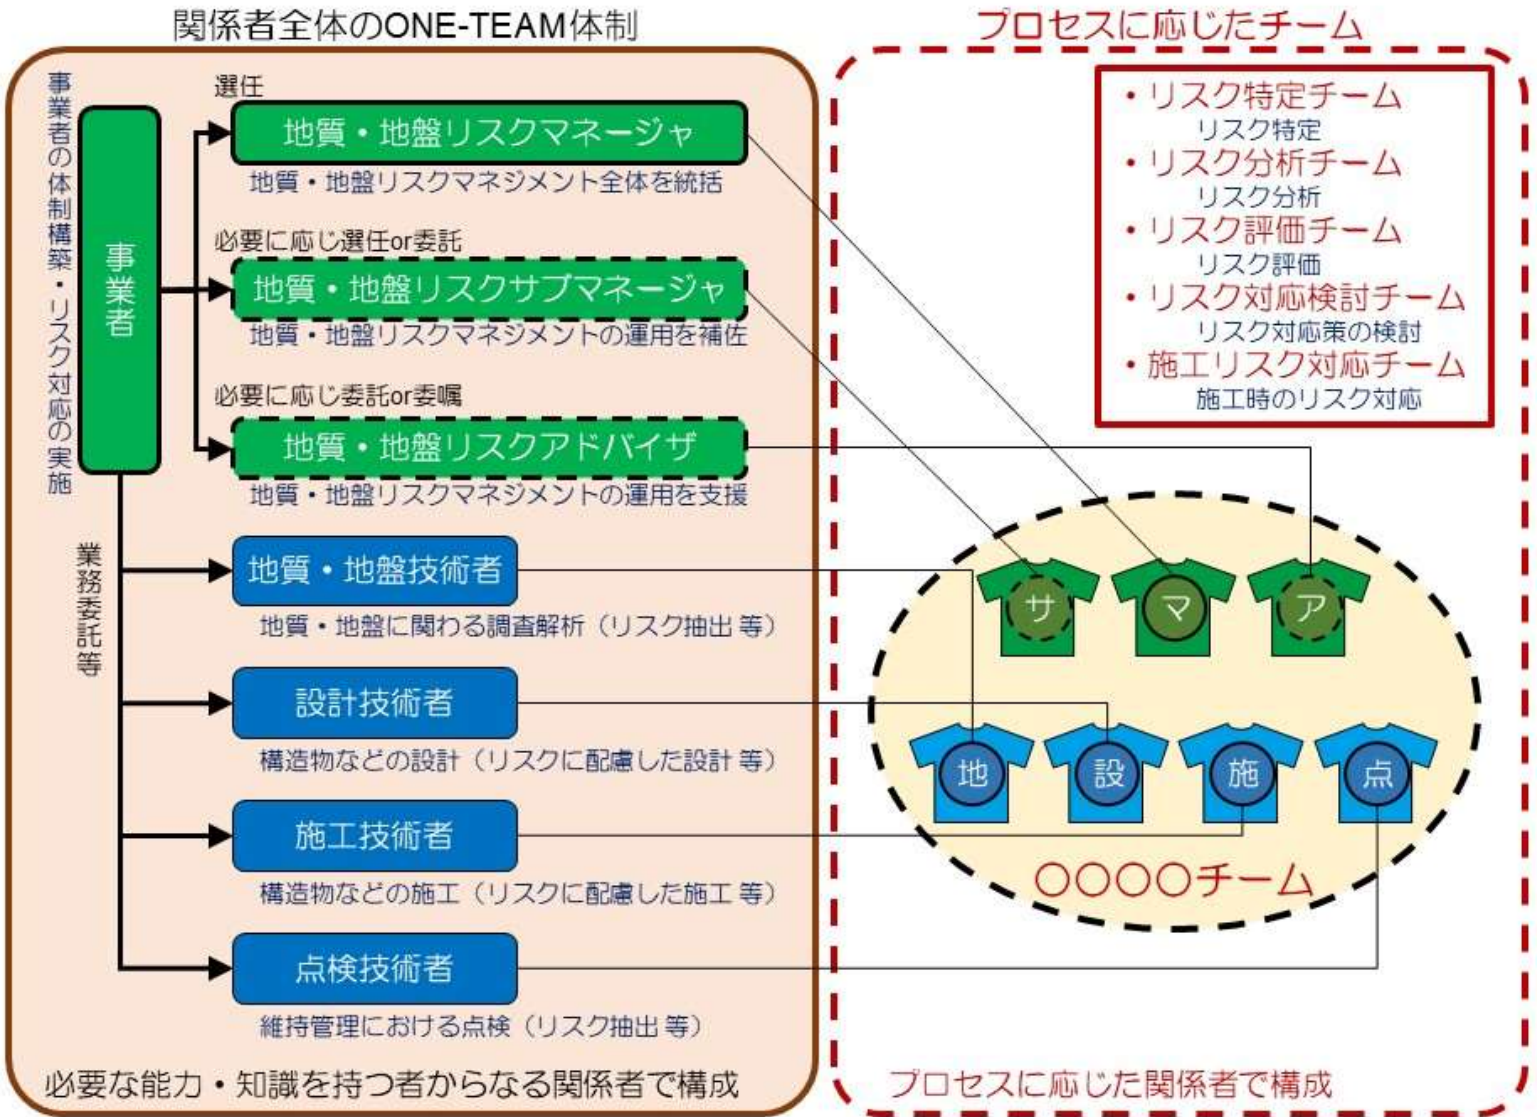 関係者全体のONE-TEAM体制
事業者の体制構築・リスク対応の実施
事業者
選任
地質・地盤リスクマネージャ
地質・地盤リスクマネジメント全体を統括
必要に応じ選任or委託
地質・地盤リスクサブマネージャ
地質・地盤リスクマネジメントの運用を補佐
必要に応じ委託or委嘱
地質・地盤リスクアドバイザ
地質・地盤リスクマネジメントの運用を支援
業務委託等
地質・地盤技術者
地質・地盤に関わる調査解析（リスク抽出 等）
設計技術者
構造物などの設計（リスクに配慮した設計 等）
施工技術者
構造物などの施工（リスクに配慮した施工 等）
点検技術者
維持管理における点検（リスク抽出 等）
必要な能力・知識を持つ者からなる関係者で構成
プロセスに応じたチーム
・リスク特定チーム
リスク特定
・リスク分析チーム
リスク分析
・リスク評価チーム
リスク評価
・リスク対応検討チーム
リスク対応策の検討
・施工リスク対応チーム
施工時のリスク対応
サ マ ア
地 設 施 点
〇〇〇〇チーム
プロセスに応じた関係者で構成